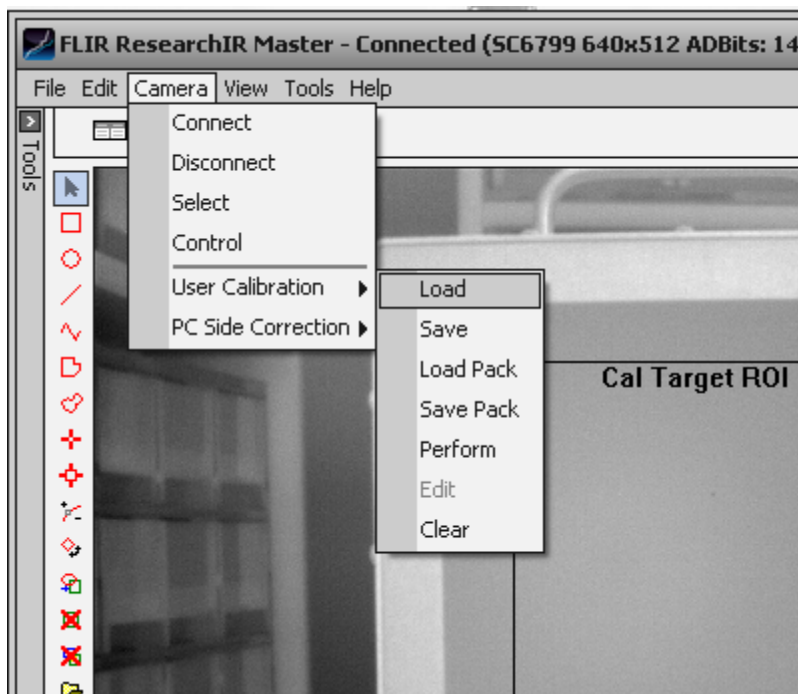 FLIR ResearchIR Master - Connected (SC6799 640x512 ADBits: 14
File Edit Camera View Tools Help
Tools
Connect
Disconnect
Select
Control
User Calibration
PC Side Correction
Load
Save
Load Pack
Save Pack
Perform
Edit
Clear
Cal Target ROI